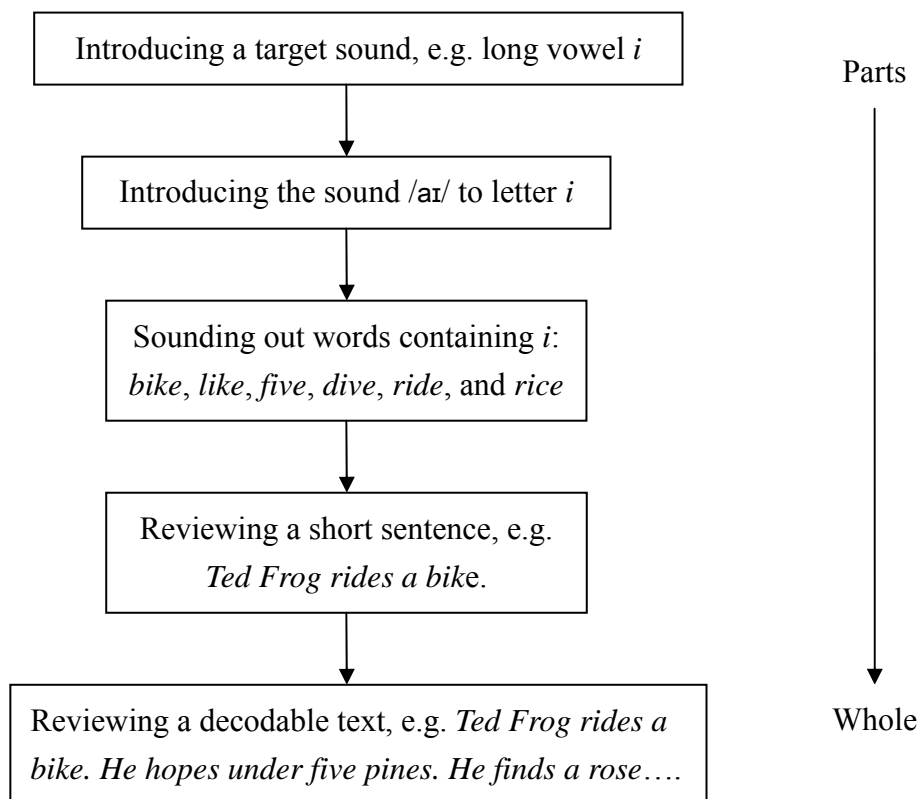 Introducing a target sound, e.g. long vowel i
Parts
Introducing the sound /aɪ/ to letter i
Sounding out words containing i:
bike, like, five, dive, ride, and rice
Reviewing a short sentence, e.g.
Ted Frog rides a bike.
Reviewing a decodable text, e.g. Ted Frog rides a
bike. He hopes under five pines. He finds a rose….
Whole